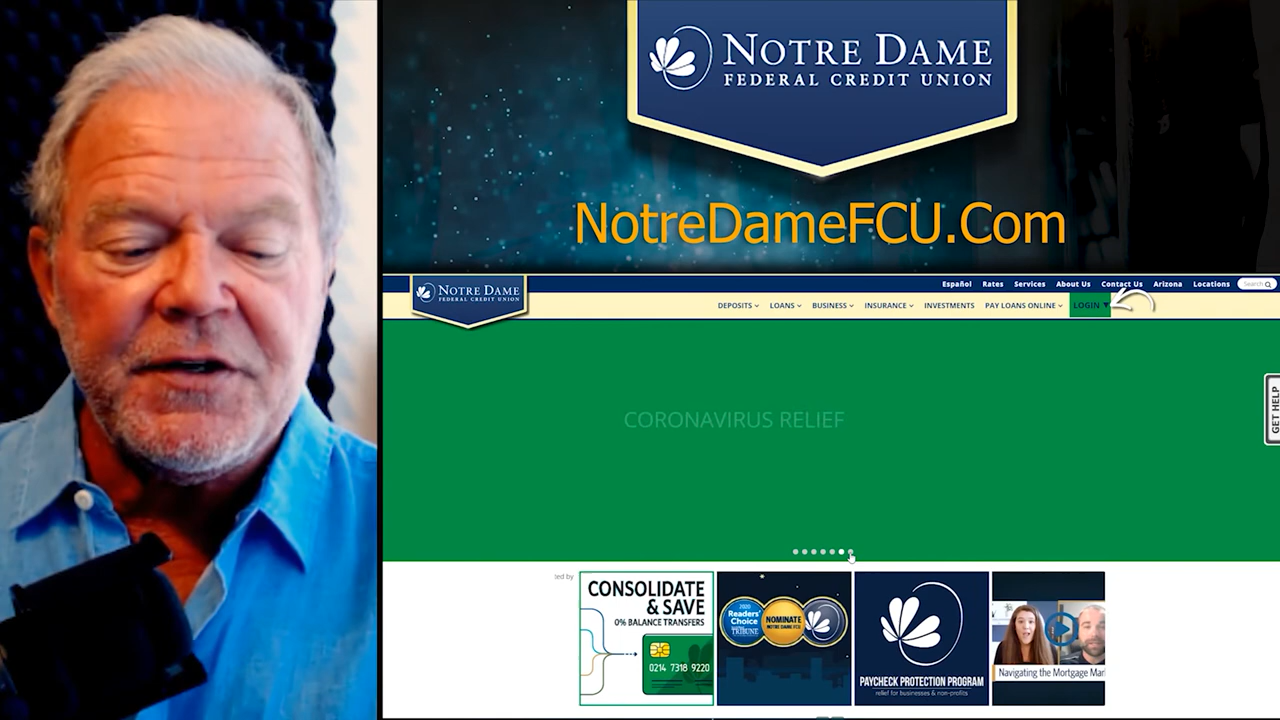 NOTRE DAME
FEDERAL CREDIT UNION
NotreDameFCU.Com
Español Rates Services About Us Contact Us Arizona Locations Search
NOTRE DAME
FEDERAL CREDIT UNION
DEPOSITS LOANS BUSINESS INSURANCE INVESTMENTS PAY LOANS ONLINE LOGIN
GET HELP
CORONAVIRUS RELIEF
ted by
CONSOLIDATE
& SAVE
0% BALANCE TRANSFERS
0214 7318 9220
2020
Readers'
Choice
TRIBUNE
NOMINATE
NOTRE DAME FCU
PAYCHECK PROTECTION PROGRAM
relief for businesses & non-profits
Navigating the Mortgage Mar